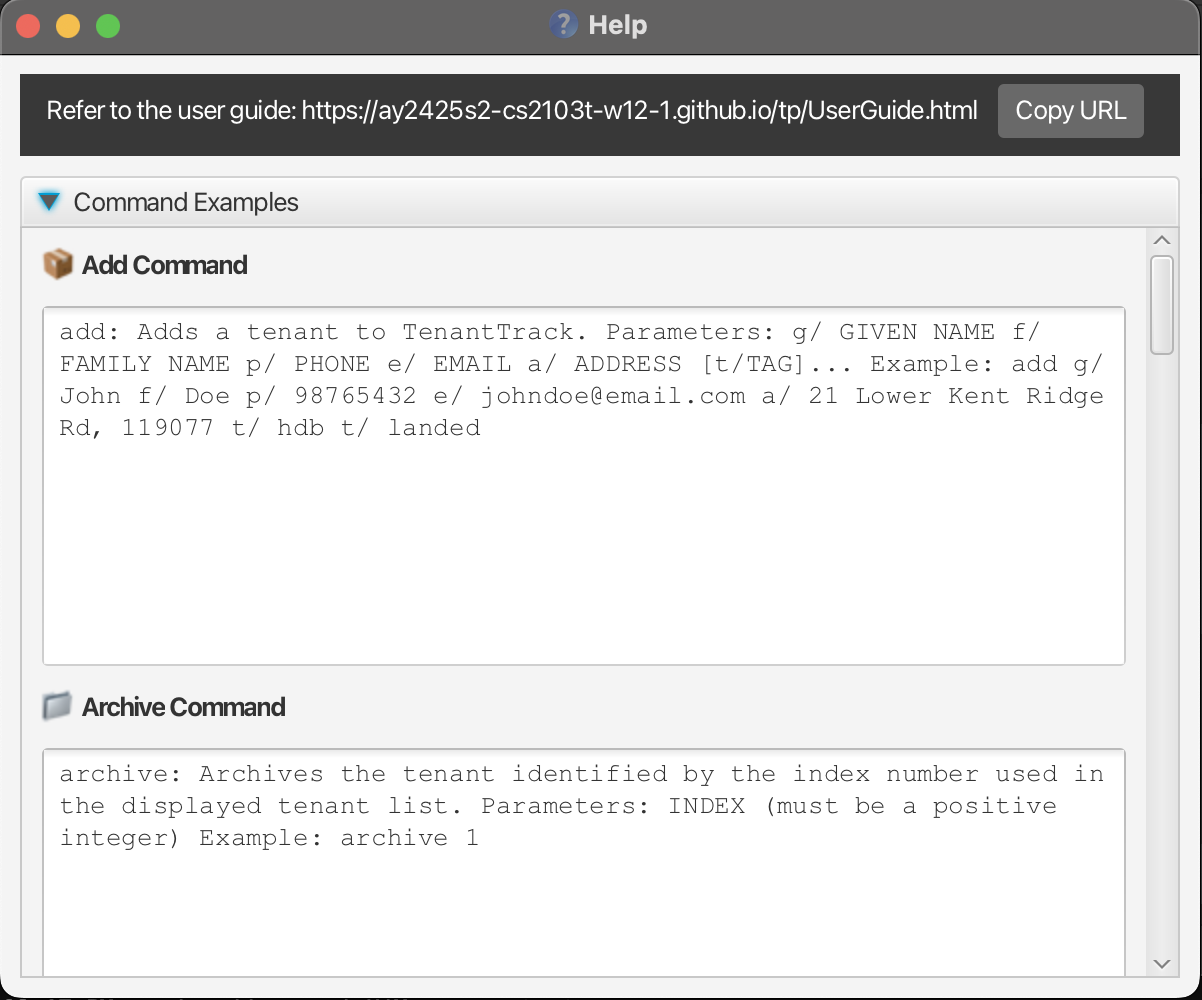 Help
Refer to the user guide: https://ay2425s2-cs2103t-w12-1.github.io/tp/UserGuide.html Copy URL
Command Examples
Add Command
add: Adds a tenant to TenantTrack. Parameters: g/ GIVEN NAME f/
FAMILY NAME p/ PHONE e/ EMAIL a/ ADDRESS [t/TAG]... Example: add g/
John f/ Doe p/ 98765432 e/ johndoe@email.com a/ 21 Lower Kent Ridge
Rd, 119077 t/ hdb t/ landed
Archive Command
archive: Archives the tenant identified by the index number used in
the displayed tenant list. Parameters: INDEX (must be a positive
integer) Example: archive 1